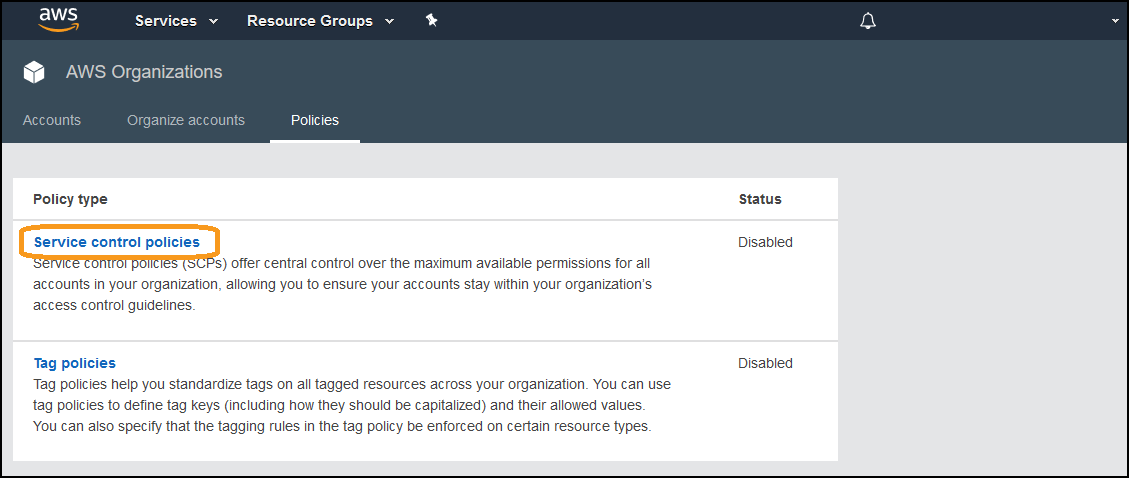 aws Services Resource Groups
AWS Organizations
Accounts Organize accounts Policies
Policy type Status
Service control policies Disabled
Service control policies (SCPs) offer central control over the maximum available permissions for all
accounts in your organization, allowing you to ensure your accounts stay within your organization's
access control guidelines.
Tag policies Disabled
Tag policies help you standardize tags on all tagged resources across your organization. You can use
tag policies to define tag keys (including how they should be capitalized) and their allowed values.
You can also specify that the tagging rules in the tag policy be enforced on certain resource types.